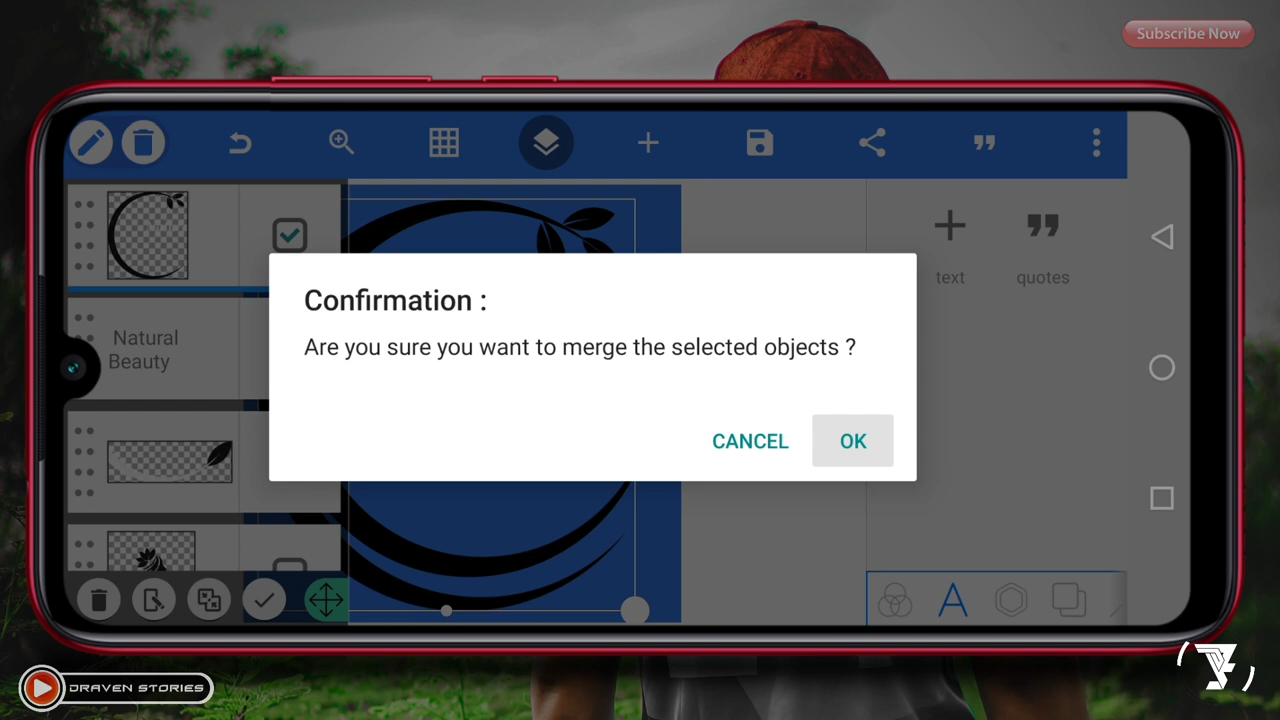 Subscribe Now
text
quotes
Natural
Beauty
Confirmation :
Are you sure you want to merge the selected objects ?
CANCEL
OK
DRAVEN STORIES